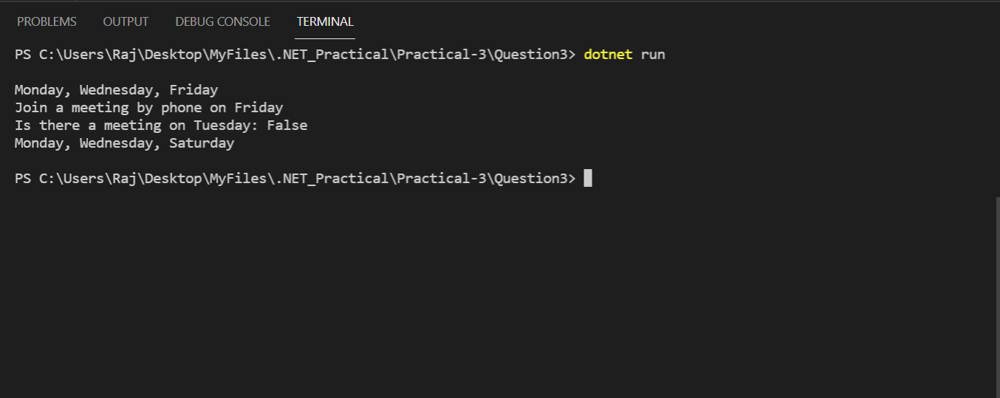 PROBLEMS OUTPUT DEBUG CONSOLE TERMINAL
PS C:\Users\Raj\Desktop\MyFiles\.NET_Practical\Practical-3\Question3> dotnet run
Monday, Wednesday, Friday
Join a meeting by phone on Friday
Is there a meeting on Tuesday: False
Monday, Wednesday, Saturday
PS C:\Users\Raj\Desktop\MyFiles\.NET_Practical\Practical-3\Question3>